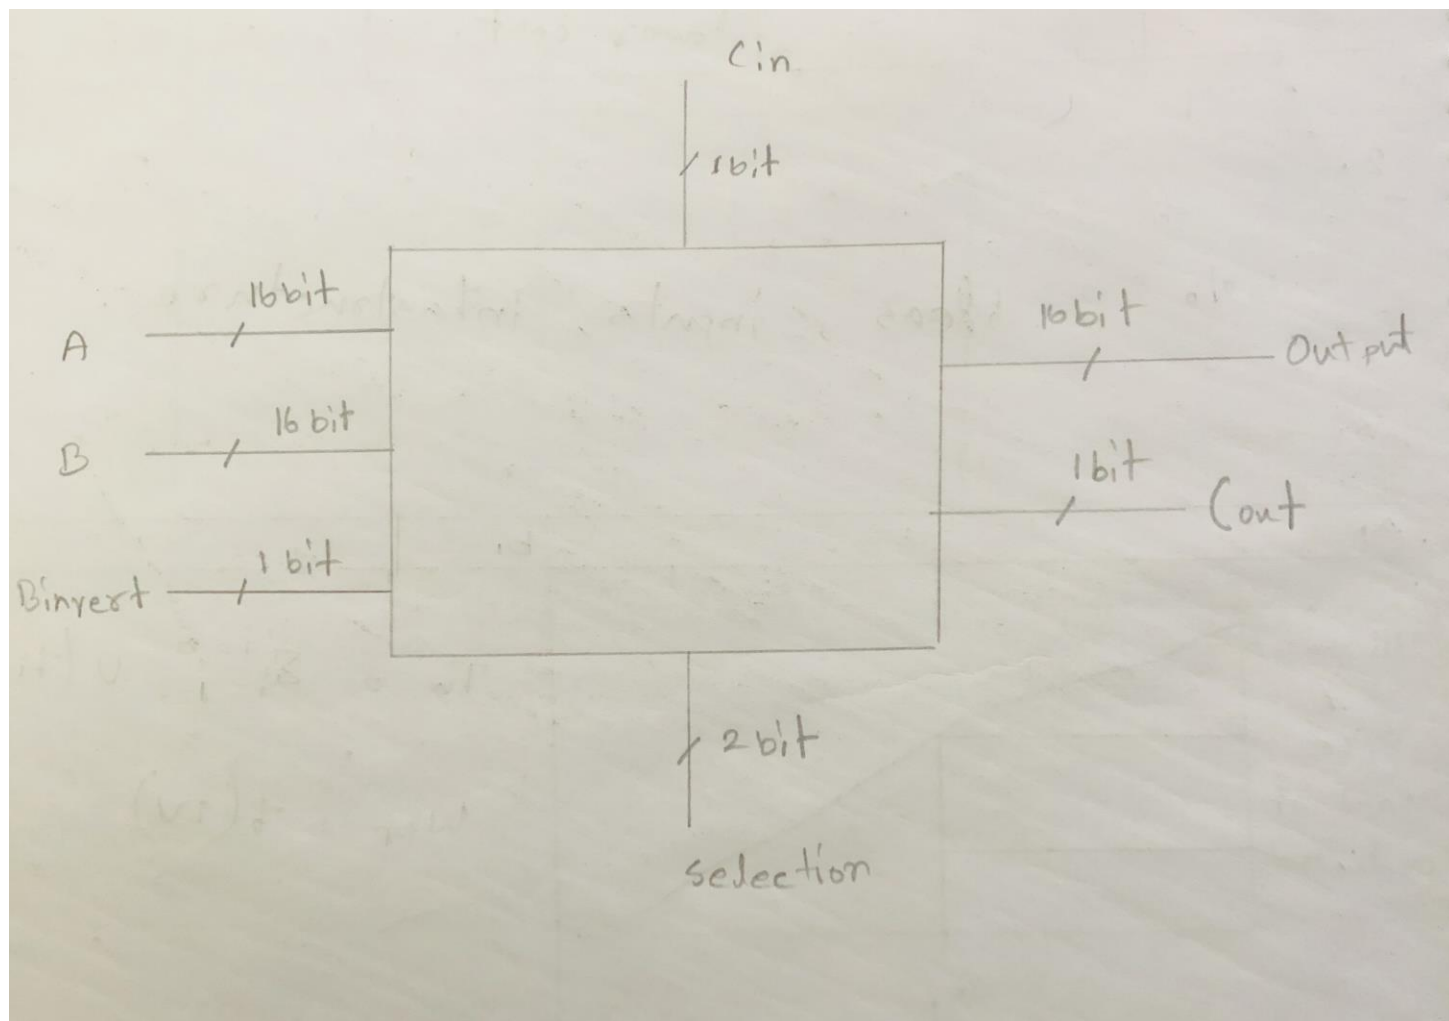 Cin
1bit
16bit
A
16 bit
B
1 bit
Binvert
16bit
Output
1bit
Cout
2 bit
Selection